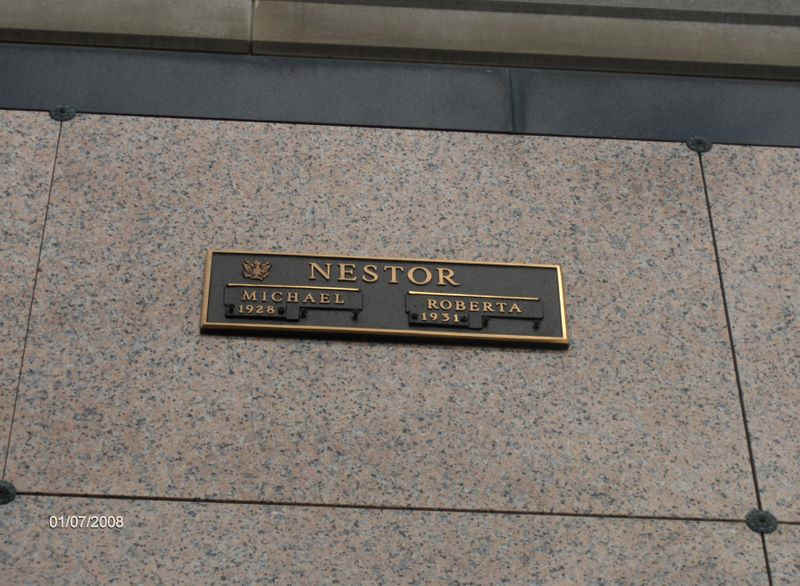 NESTOR
MICHAEL ROBERTA
1928 1931
01/07/2008